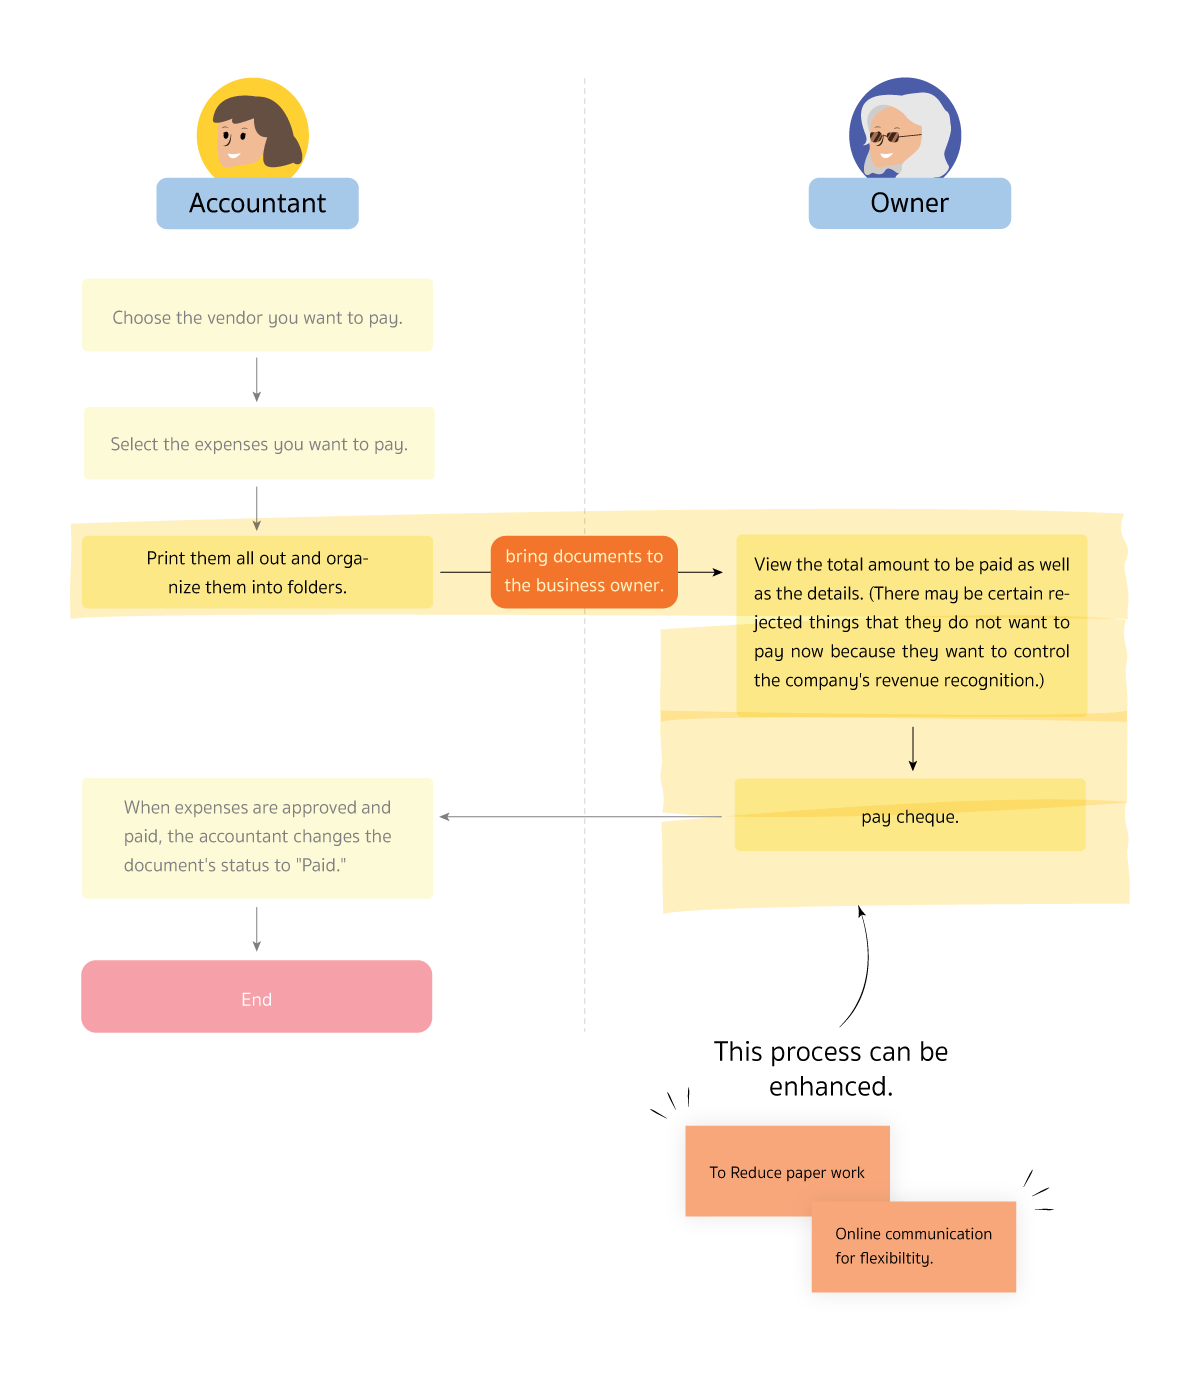 Accountant
Owner
Choose the vendor you want to pay.
Select the expenses you want to pay.
Print them all out and orga-
nize them into folders.
bring documents to
the business owner.
View the total amount to be paid as well
as the details. (There may be certain re-
jected things that they do not want to
pay now because they want to control
the company's revenue recognition.)
When expenses are approved and
paid, the accountant changes the
document's status to "Paid."
pay cheque.
End
This process can be
enhanced.
To Reduce paper work
Online communication
for flexibiltity.